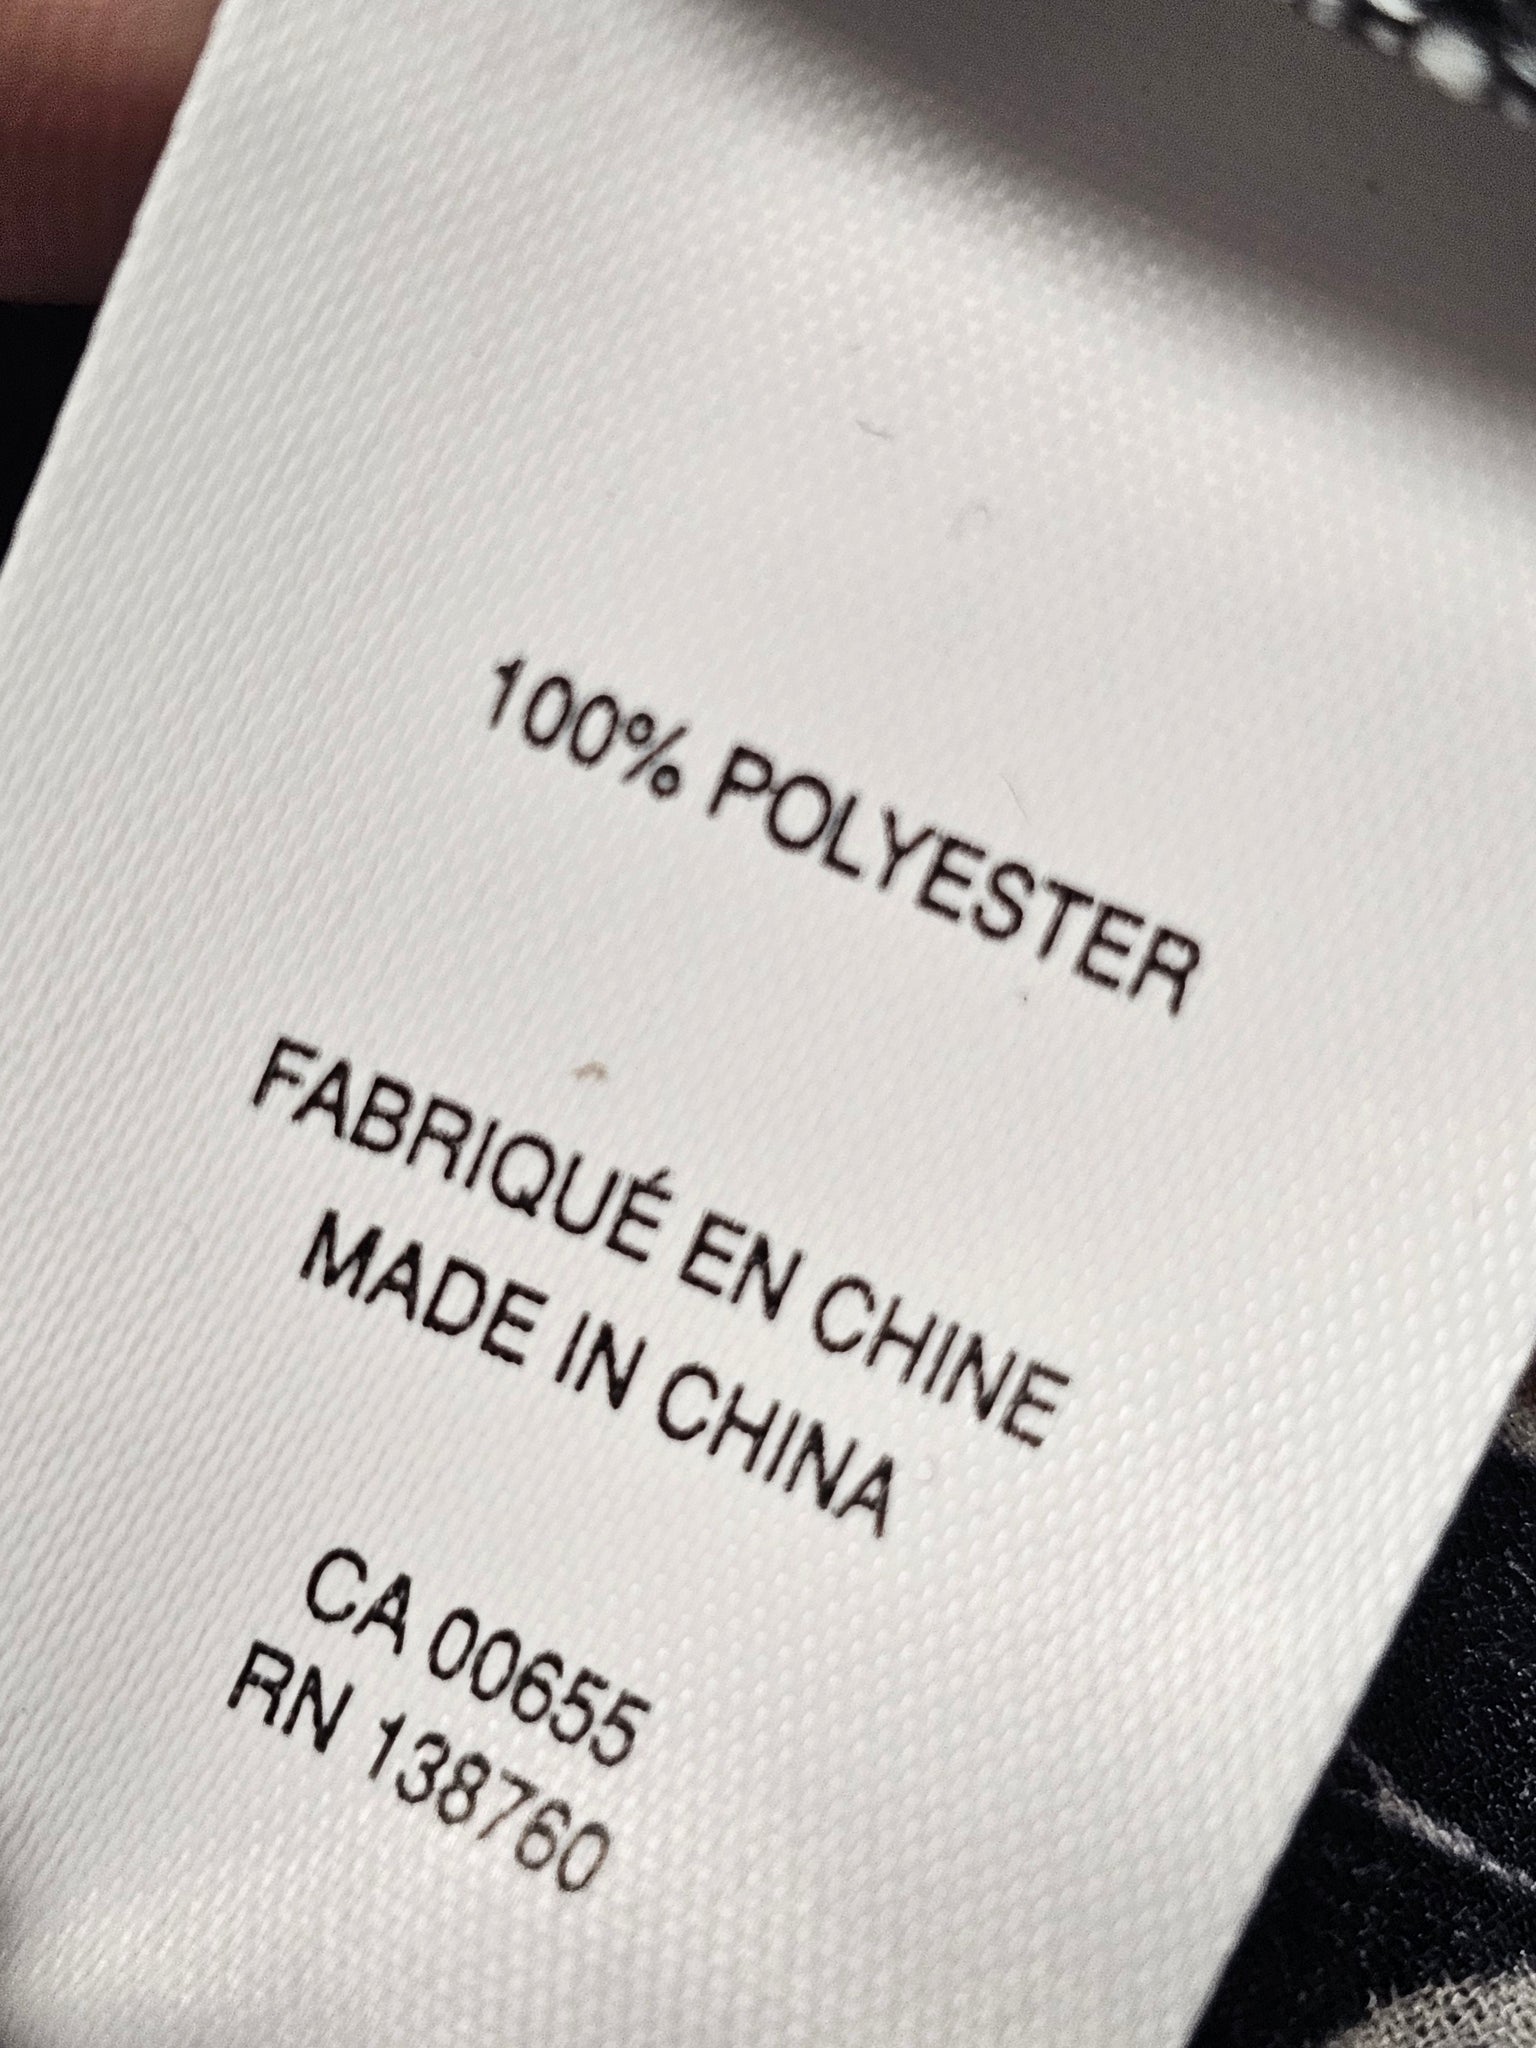 100% POLYESTER
FABRIQUÉ EN CHINE
MADE IN CHINA
CA 00655
RN 138760